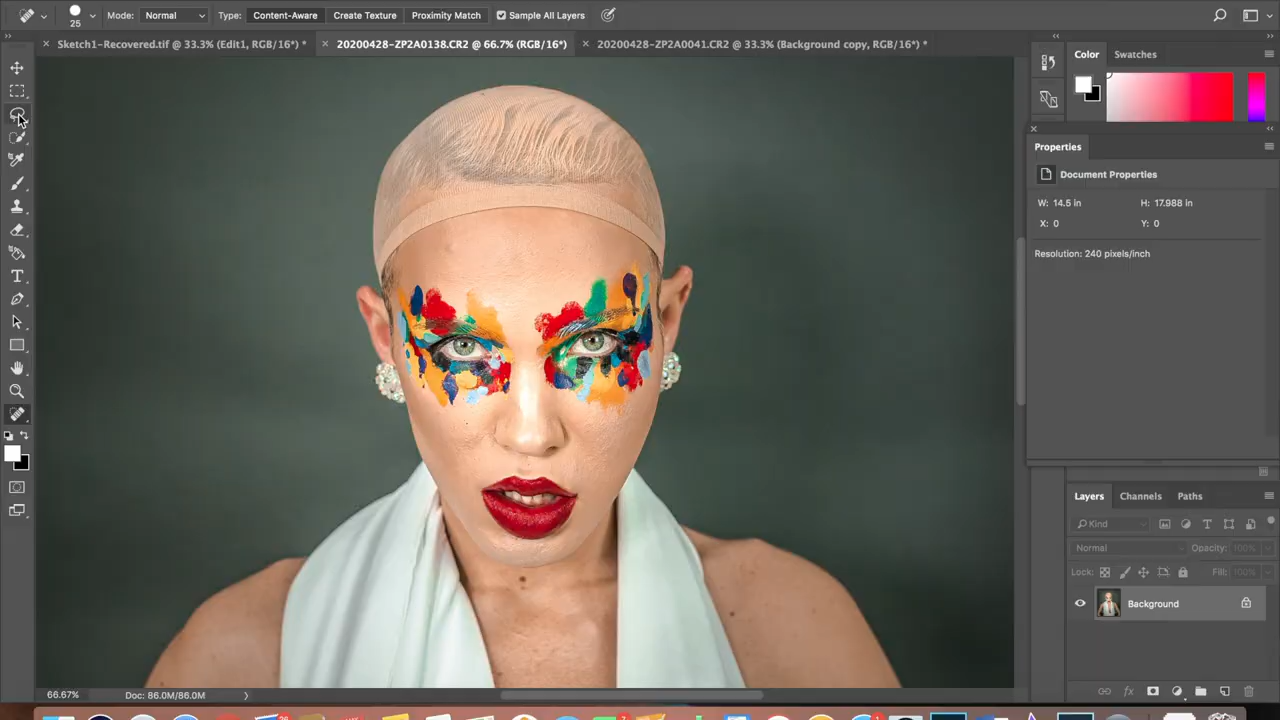 25 Mode: Normal Type: Content-Aware Create Texture Proximity Match Sample All Layers
Sketch1-Recovered.tif @ 33.3% (Edit1, RGB/16*) * 20200428-ZP2A0138.CR2 @ 66.7% (RGB/16*) 20200428-ZP2A0041.CR2 @ 33.3% (Background copy, RGB/16*) *
Color Swatches
Properties
Document Properties
W: 14.5 in H: 17.988 in
X: 0 Y: 0
Resolution: 240 pixels/inch
Layers Channels Paths
Kind
Normal Opacity: 100%
Lock: Fill: 100%
Background
66.67% Doc: 86.0M/86.0M